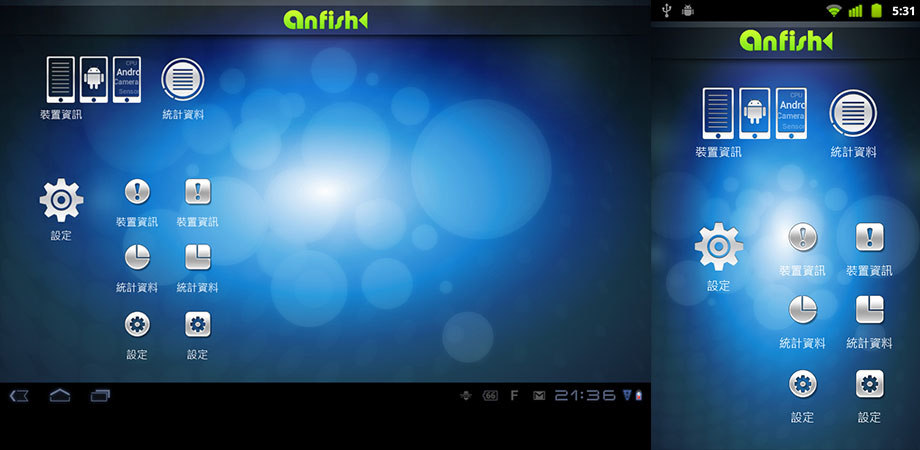 anfish
CPU
Andro
Camera
Sensor
裝置資訊
統計資料
設定
裝置資訊
裝置資訊
統計資料
統計資料
設定
設定
66
F
21:36
5:31
anfish
CPU
Andro
Camera
Sensor
裝置資訊
統計資料
設定
裝置資訊
裝置資訊
統計資料
統計資料
設定
設定